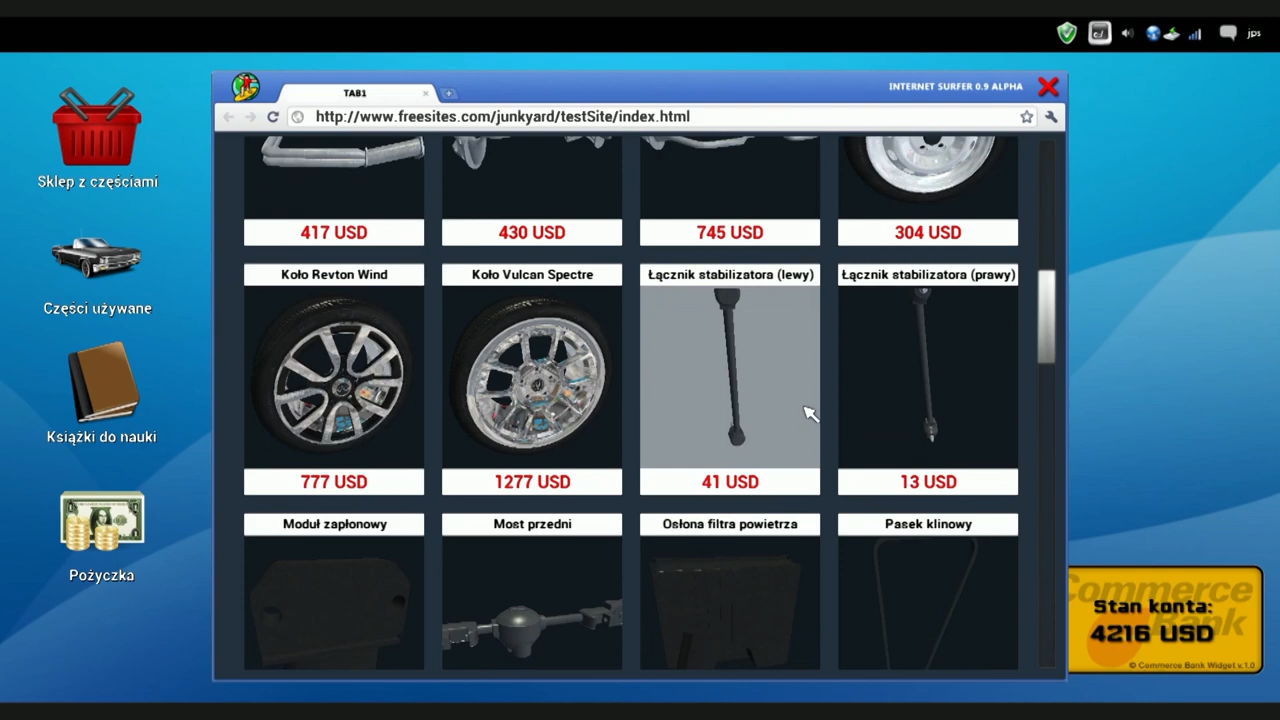 jps
TAB1
INTERNET SURFER 0.9 ALPHA
http://www.freesites.com/junkyard/testSite/index.html
Sklep z częściami
Części używane
Książki do nauki
Pożyczka
417 USD
430 USD
745 USD
304 USD
Koło Revton Wind
Koło Vulcan Spectre
Łącznik stabilizatora (lewy)
Łącznik stabilizatora (prawy)
777 USD
1277 USD
41 USD
13 USD
Moduł zapłonowy
Most przedni
Osłona filtra powietrza
Pasek klinowy
Commerce
Bank
Stan konta:
4216 USD
© Commerce Bank Widget v.1.0